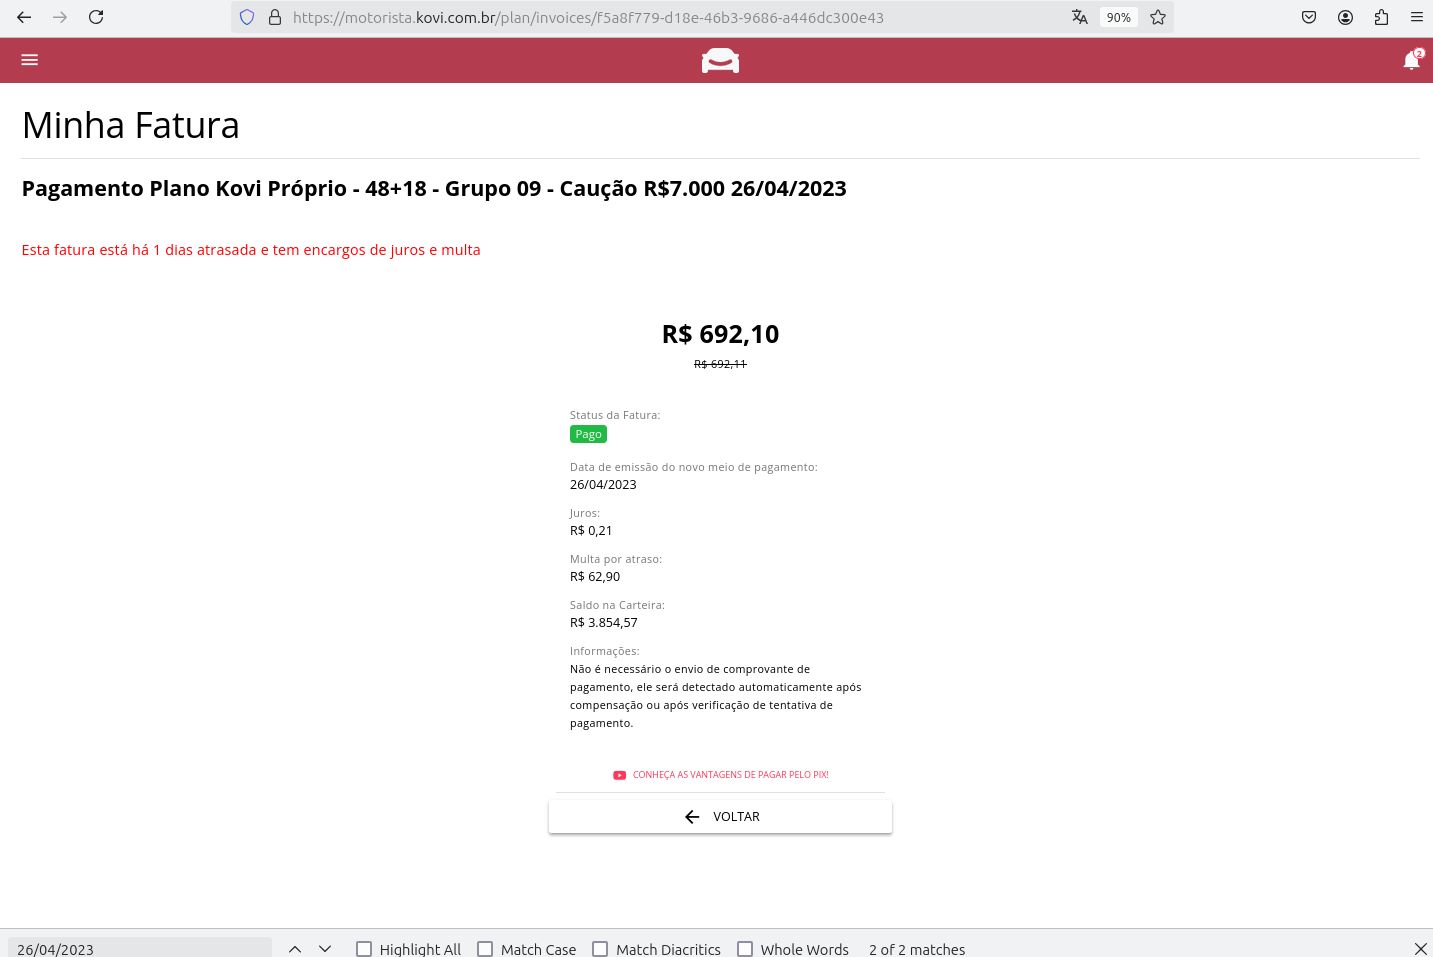 https://motorista.kovi.com.br/plan/invoices/f5a8f779-d18e-46b3-9686-a446dc300e43
90%
2
Minha Fatura
Pagamento Plano Kovi Próprio - 48+18 - Grupo 09 - Caução R$7.000 26/04/2023
Esta fatura está há 1 dias atrasada e tem encargos de juros e multa
R$ 692,10
R$ 692,11
Status da Fatura:
Pago
Data de emissão do novo meio de pagamento:
26/04/2023
Juros:
R$ 0,21
Multa por atraso:
R$ 62,90
Saldo na Carteira:
R$ 3.854,57
Informações:
Não é necessário o envio de comprovante de
pagamento, ele será detectado automaticamente após
compensação ou após verificação de tentativa de
pagamento.
CONHEÇA AS VANTAGENS DE PAGAR PELO PIX!
VOLTAR
26/04/2023 Highlight All Match Case Match Diacritics Whole Words 2 of 2 matches